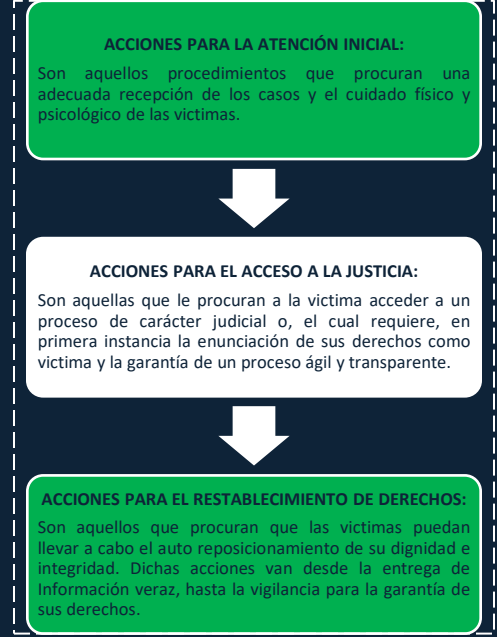 ACCIONES PARA LA ATENCIÓN INICIAL:
Son aquellos procedimientos que procuran una
adecuada recepción de los casos y el cuidado físico y
psicológico de las victimas.
ACCIONES PARA EL ACCESO A LA JUSTICIA:
Son aquellas que le procuran a la victima acceder a un
proceso de carácter judicial o, el cual requiere, en
primera instancia la enunciación de sus derechos como
victima y la garantía de un proceso ágil y transparente.
ACCIONES PARA EL RESTABLECIMIENTO DE DERECHOS:
Son aquellos que procuran que las victimas puedan
llevar a cabo el auto reposicionamiento de su dignidad e
integridad. Dichas acciones van desde la entrega de
Información veraz, hasta la vigilancia para la garantía de
sus derechos.